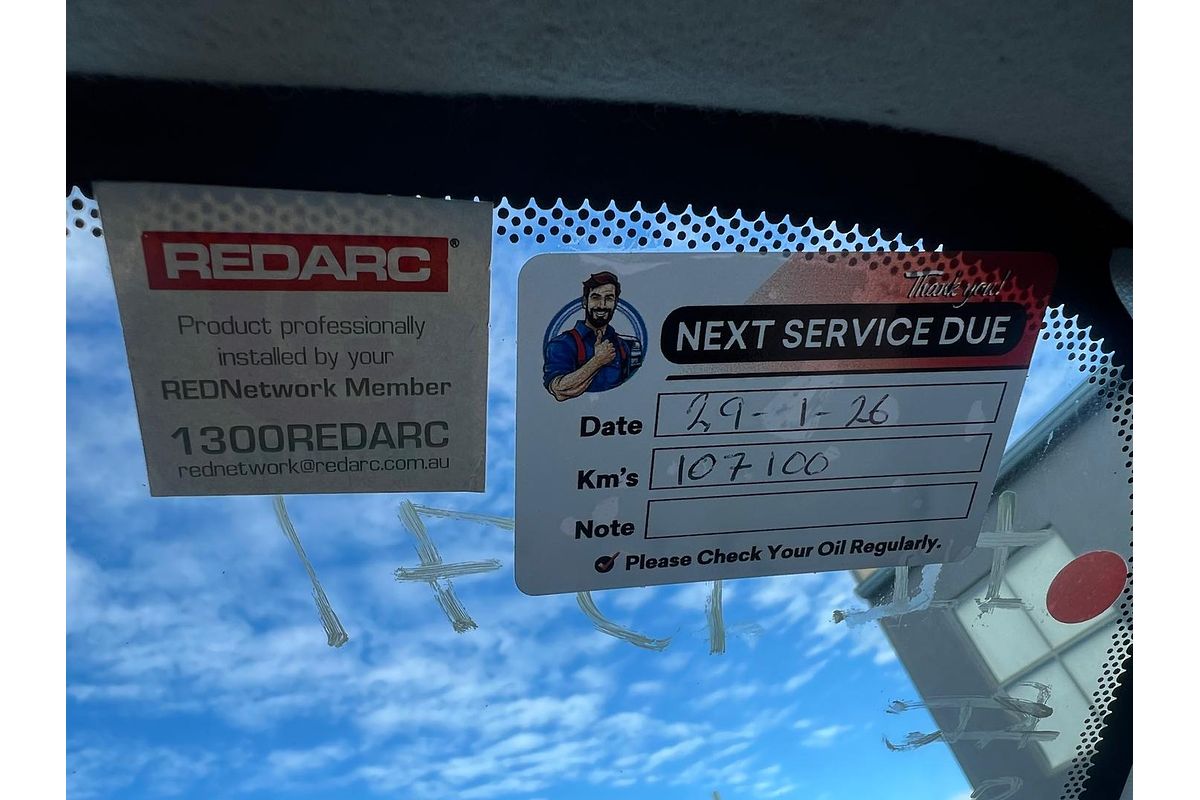 REDARC®
Product professionally
installed by your
REDNetwork Member
1300REDARC
rednetwork@redarc.com.au
Thank you!
NEXT SERVICE DUE
Date 29-1-26
Km's 107100
Note
Please Check Your Oil Regularly.